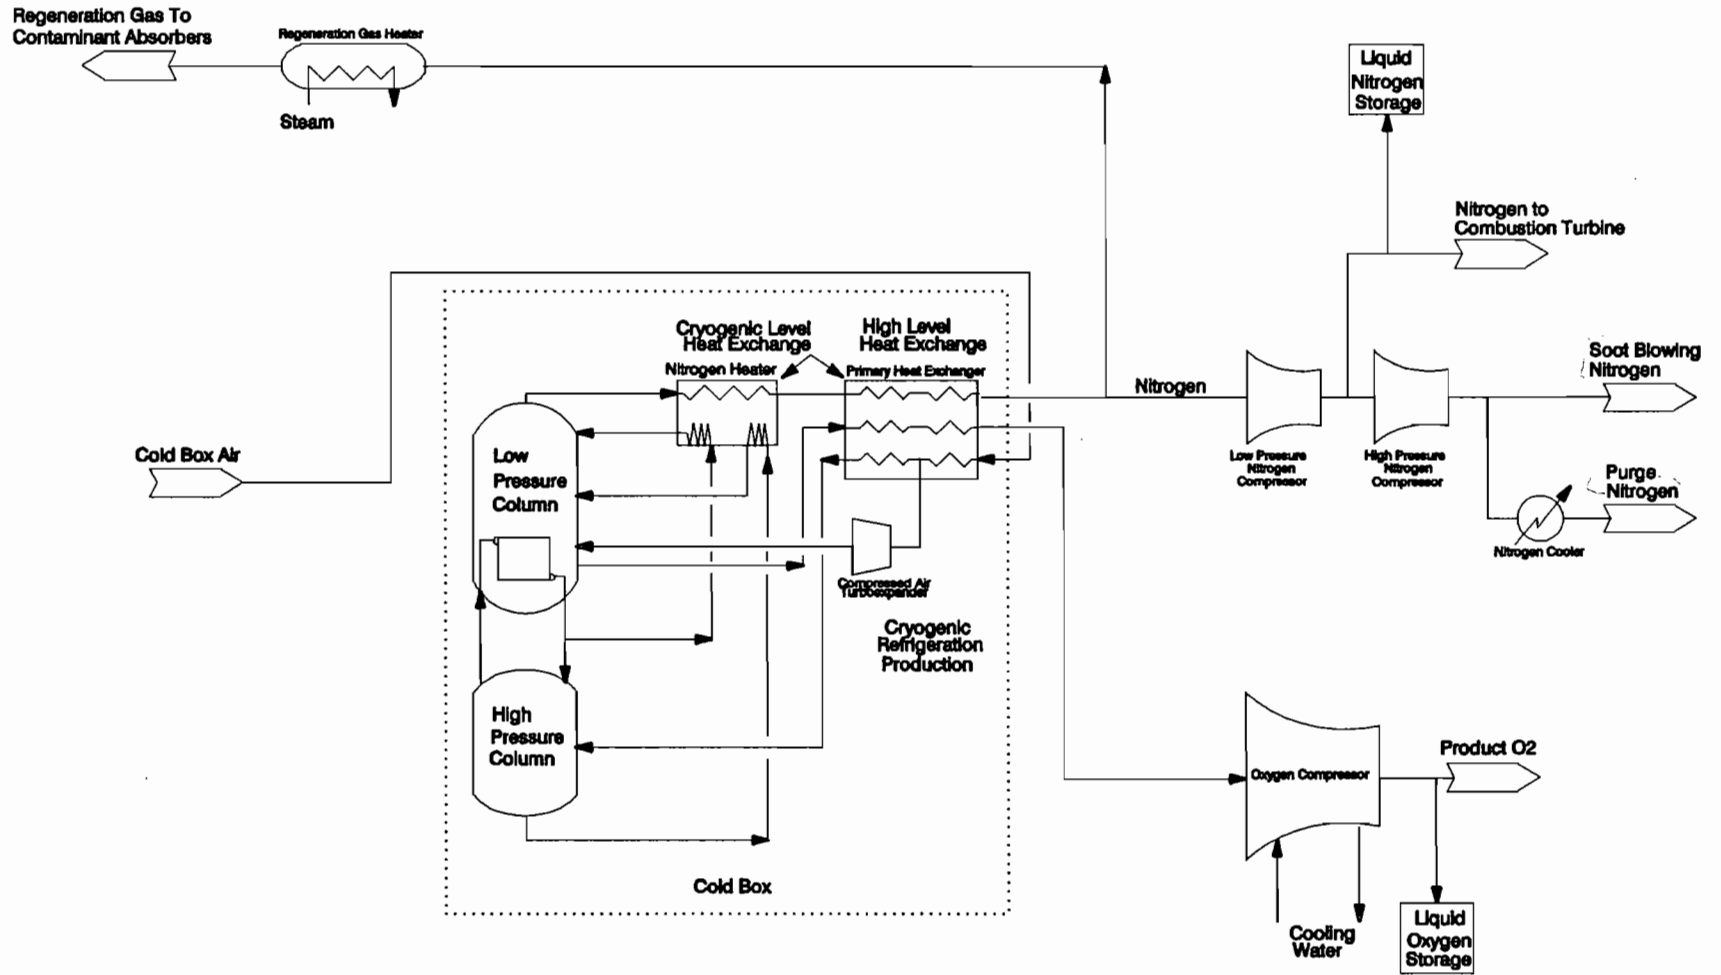 Regeneration Gas To
Contaminant Absorbers
Regeneration Gas Heater
Steam
Liquid
Nitrogen
Storage
Nitrogen to
Combustion Turbine
Cryogenic Level
Heat Exchange
High Level
Heat Exchange
Nitrogen Heater
Primary Heat Exchanger
Nitrogen
Soot Blowing
Nitrogen
Cold Box Air
Low
Pressure
Column
Low Pressure
Nitrogen
Compressor
High Pressure
Nitrogen
Compressor
Purge
Nitrogen
Nitrogen Cooler
Compressed Air
Turboexpander
Cryogenic
Refrigeration
Production
High
Pressure
Column
Oxygen Compressor
Product O2
Cold Box
Cooling
Water
Liquid
Oxygen
Storage